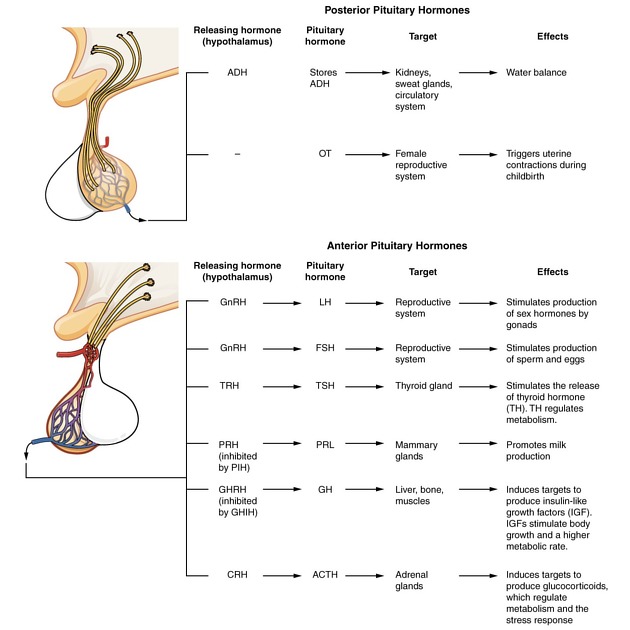 Posterior Pituitary Hormones
Releasing hormone (hypothalamus) Pituitary hormone Target Effects
ADH Stores ADH Kidneys, sweat glands, circulatory system Water balance
– OT Female reproductive system Triggers uterine contractions during childbirth
Anterior Pituitary Hormones
Releasing hormone (hypothalamus) Pituitary hormone Target Effects
GnRH LH Reproductive system Stimulates production of sex hormones by gonads
GnRH FSH Reproductive system Stimulates production of sperm and eggs
TRH TSH Thyroid gland Stimulates the release of thyroid hormone (TH). TH regulates metabolism.
PRH (inhibited by PIH) PRL Mammary glands Promotes milk production
GHRH (inhibited by GHIH) GH Liver, bone, muscles Induces targets to produce insulin-like growth factors (IGF). IGFs stimulate body growth and a higher metabolic rate.
CRH ACTH Adrenal glands Induces targets to produce glucocorticoids, which regulate metabolism and the stress response